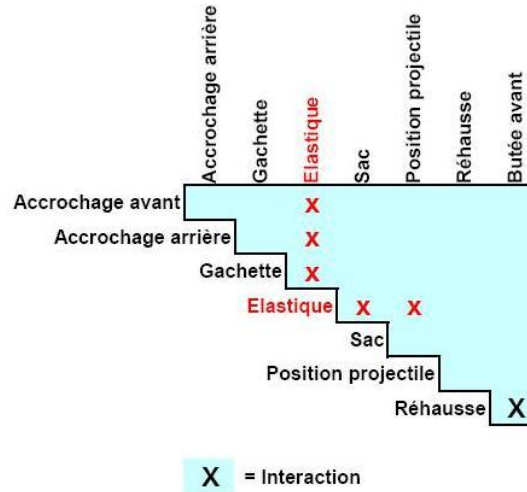 Accrochage arrière
Gachette
Elastique
Sac
Position projectile
Réhausse
Butée avant
Accrochage avant X
Accrochage arrière X
Gachette X
Elastique X X
Sac
Position projectile
Réhausse X
X = Interaction